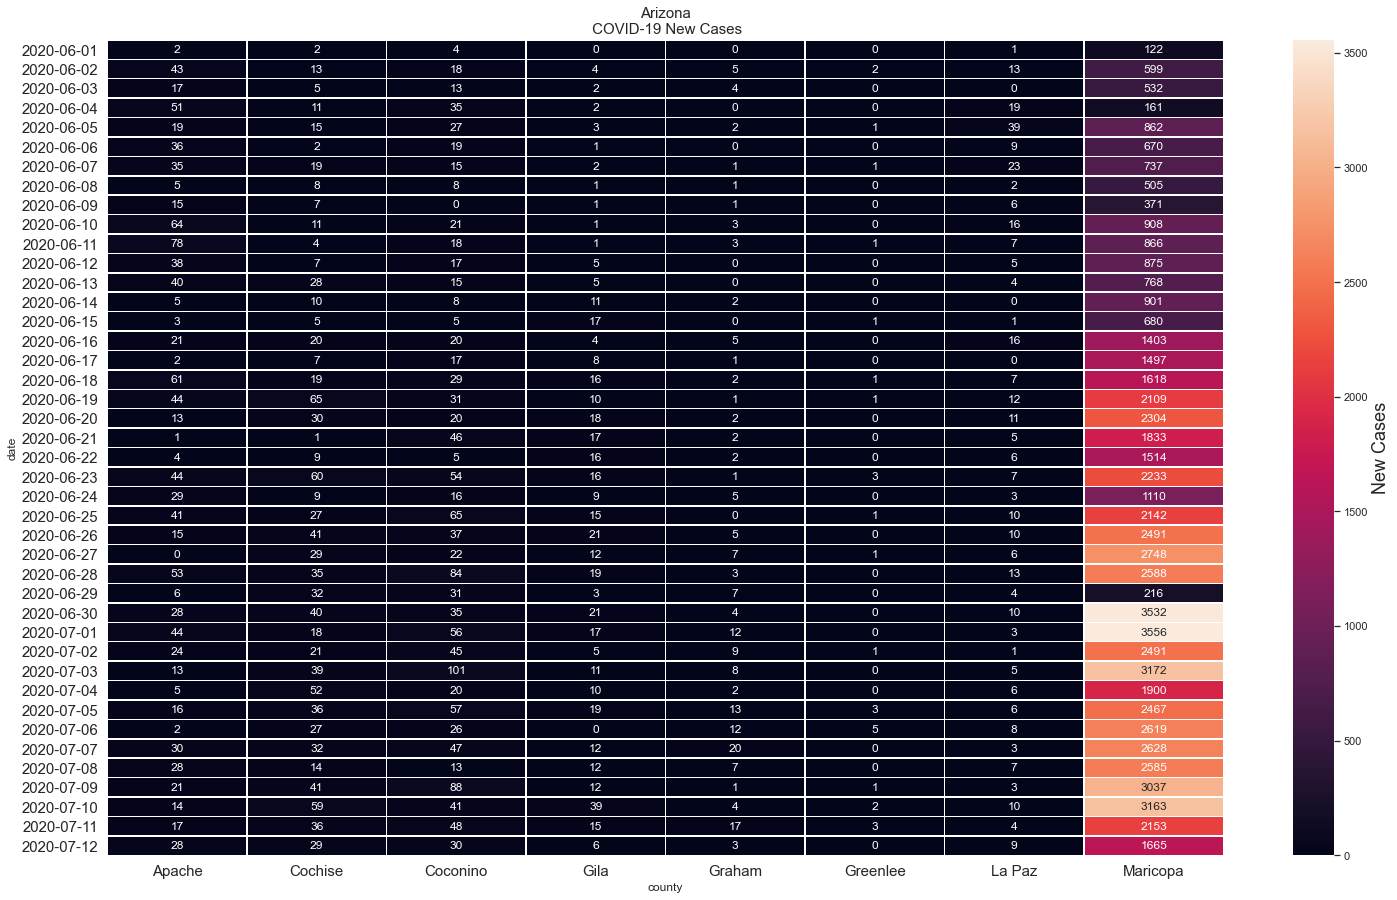 Arizona
COVID-19 New Cases
2020-06-01 2 2 4 0 0 0 1 122
2020-06-02 43 13 18 4 5 2 13 599
2020-06-03 17 5 13 2 4 0 0 532
2020-06-04 51 11 35 2 0 0 19 161
2020-06-05 19 15 27 3 2 1 39 862
2020-06-06 36 2 19 1 0 0 9 670
2020-06-07 35 19 15 2 1 1 23 737
2020-06-08 5 8 8 1 1 0 2 505
2020-06-09 15 7 0 1 1 0 6 371
2020-06-10 64 11 21 1 3 0 16 908
2020-06-11 78 4 18 1 3 1 7 866
2020-06-12 38 7 17 5 0 0 5 875
2020-06-13 40 28 15 5 0 0 4 768
2020-06-14 5 10 8 11 2 0 0 901
2020-06-15 3 5 5 17 0 1 1 680
2020-06-16 21 20 20 4 5 0 16 1403
2020-06-17 2 7 17 8 1 0 0 1497
2020-06-18 61 19 29 16 2 1 7 1618
2020-06-19 44 65 31 10 1 1 12 2109
2020-06-20 13 30 20 18 2 0 11 2304
2020-06-21 1 1 46 17 2 0 5 1833
2020-06-22 4 9 5 16 2 0 6 1514
2020-06-23 44 60 54 16 1 3 7 2233
2020-06-24 29 9 16 9 5 0 3 1110
2020-06-25 41 27 65 15 0 1 10 2142
2020-06-26 15 41 37 21 5 0 10 2491
2020-06-27 0 29 22 12 7 1 6 2748
2020-06-28 53 35 84 19 3 0 13 2588
2020-06-29 6 32 31 3 7 0 4 216
2020-06-30 28 40 35 21 4 0 10 3532
2020-07-01 44 18 56 17 12 0 3 3556
2020-07-02 24 21 45 5 9 1 1 2491
2020-07-03 13 39 101 11 8 0 5 3172
2020-07-04 5 52 20 10 2 0 6 1900
2020-07-05 16 36 57 19 13 3 6 2467
2020-07-06 2 27 26 0 12 5 8 2619
2020-07-07 30 32 47 12 20 0 3 2628
2020-07-08 28 14 13 12 7 0 7 2585
2020-07-09 21 41 88 12 1 1 3 3037
2020-07-10 14 59 41 39 4 2 10 3163
2020-07-11 17 36 48 15 17 3 4 2153
2020-07-12 28 29 30 6 3 0 9 1665
Apache Cochise Coconino Gila Graham Greenlee La Paz Maricopa
county
date
3500
3000
2500
2000
1500
1000
500
0
New Cases